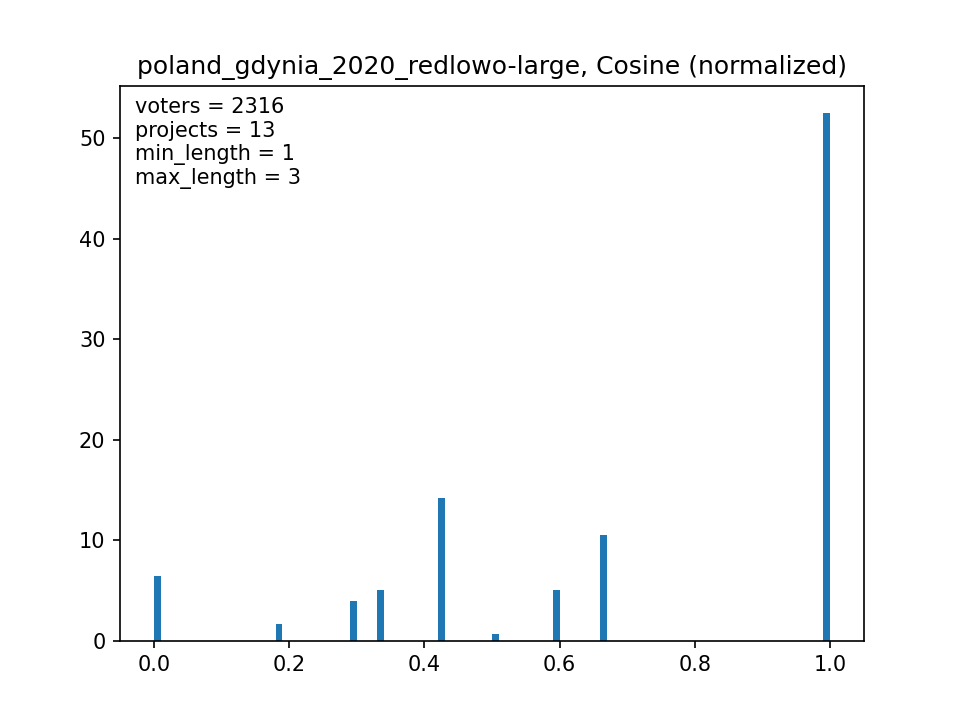 poland_gdynia_2020_redlowo-large, Cosine (normalized)
voters = 2316
projects = 13
min_length = 1
max_length = 3
50
40
30
20
10
0
0.0 0.2 0.4 0.6 0.8 1.0